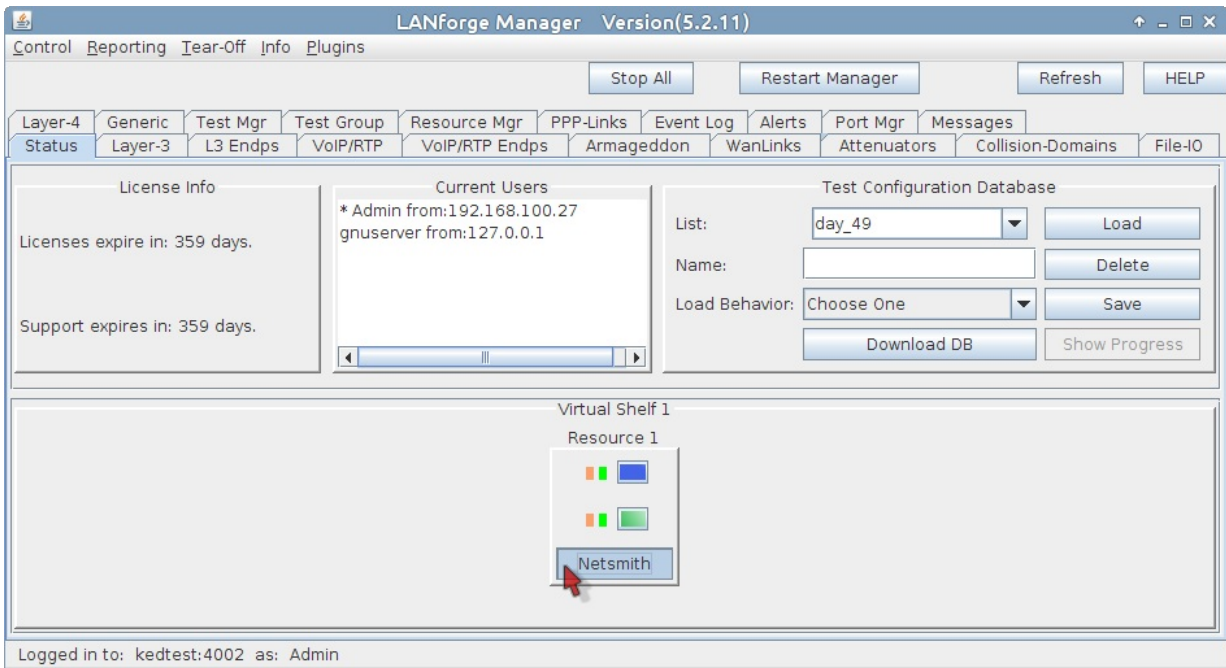 LANforge Manager Version(5.2.11)
Control Reporting Tear-Off Info Plugins
Stop All Restart Manager Refresh HELP
Layer-4 Generic Test Mgr Test Group Resource Mgr PPP-Links Event Log Alerts Port Mgr Messages
Status Layer-3 L3 Endps VoIP/RTP VoIP/RTP Endps Armageddon WanLinks Attenuators Collision-Domains File-IO
License Info
Licenses expire in: 359 days.
Support expires in: 359 days.
Current Users
* Admin from:192.168.100.27
gnuserver from:127.0.0.1
Test Configuration Database
List: day_49 Load
Name: Delete
Load Behavior: Choose One Save
Download DB Show Progress
Virtual Shelf 1
Resource 1
Netsmith
Logged in to: kedtest:4002 as: Admin